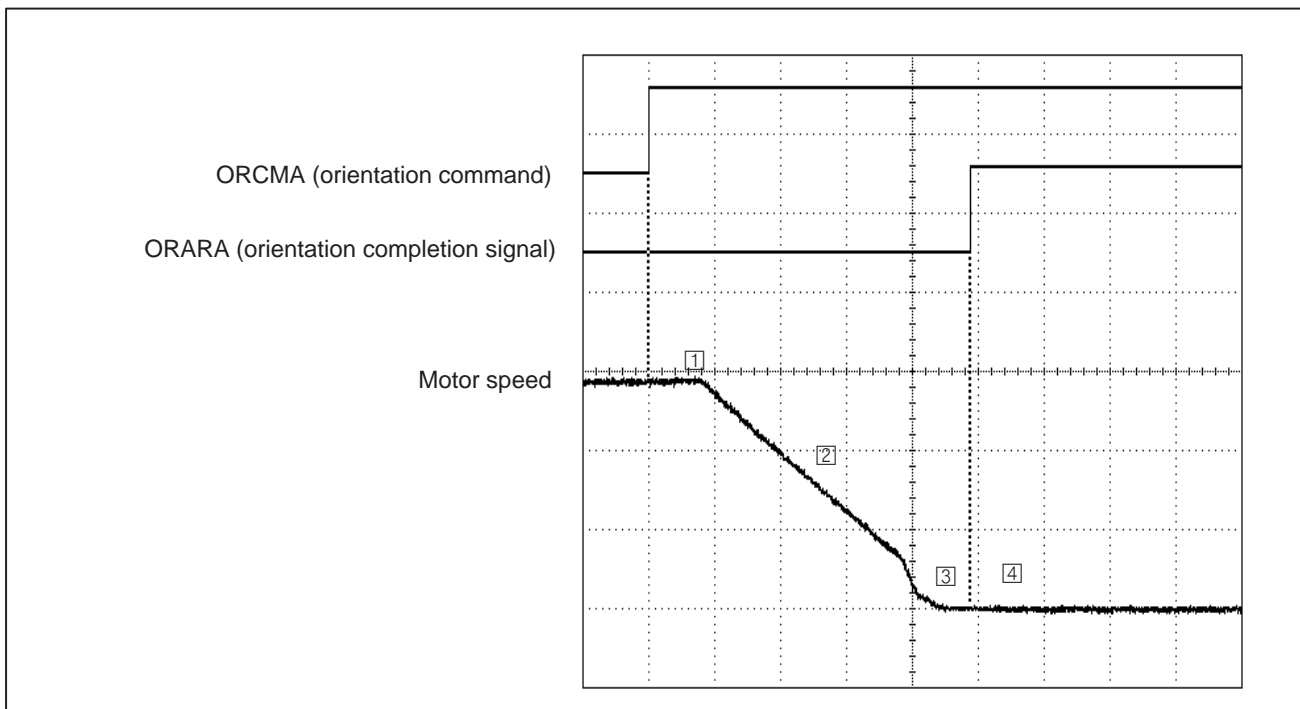 ORCMA (orientation command)
ORARA (orientation completion signal)
1
Motor speed
2
3
4